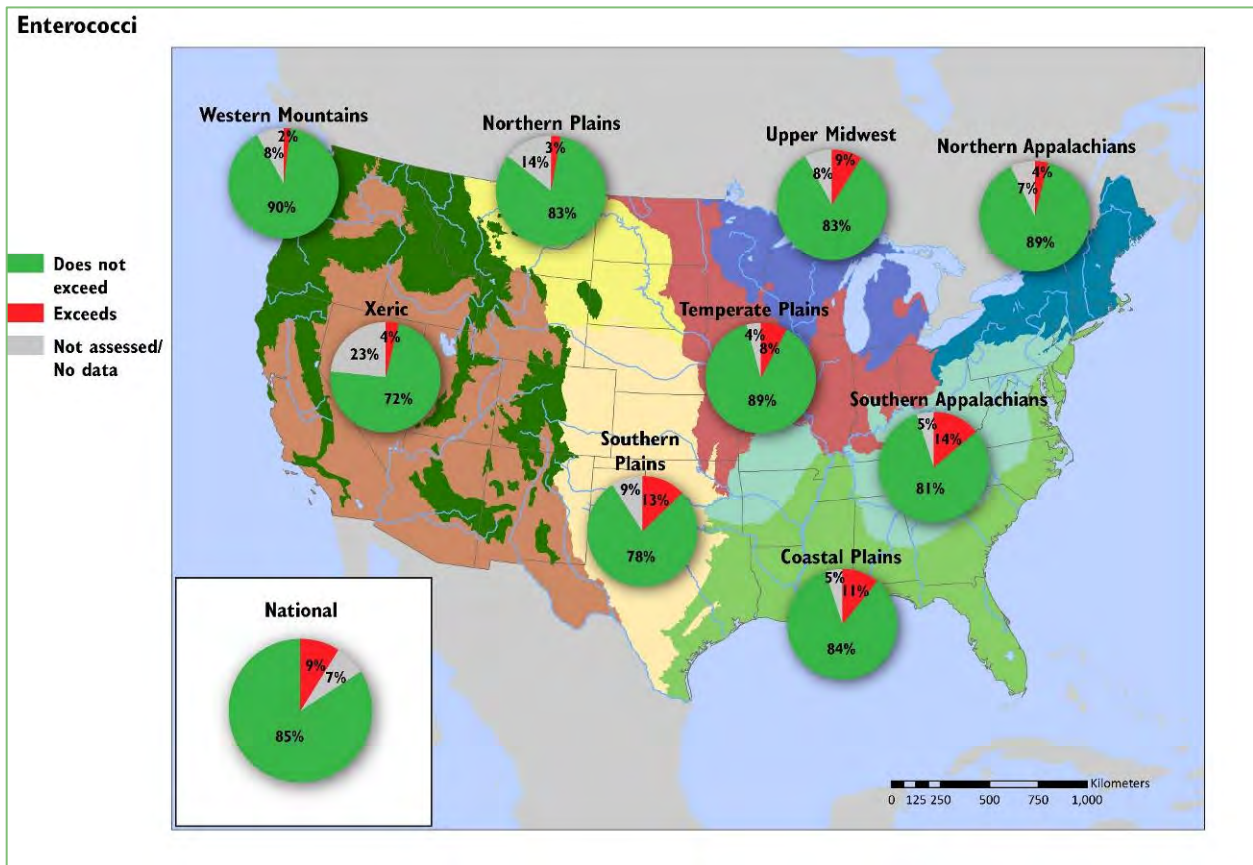 Enterococci
Western Mountains
2%
8%
90%
Northern Plains
3%
14%
83%
Upper Midwest
9%
8%
83%
Northern Appalachians
4%
7%
89%
Does not
exceed
Exceeds
Not assessed/
No data
Xeric
4%
23%
72%
Temperate Plains
4%
8%
89%
Southern Appalachians
5%
14%
81%
Southern
Plains
9%
13%
78%
Coastal Plains
5%
11%
84%
National
9%
7%
85%
Kilometers
0 125 250 500 750 1,000